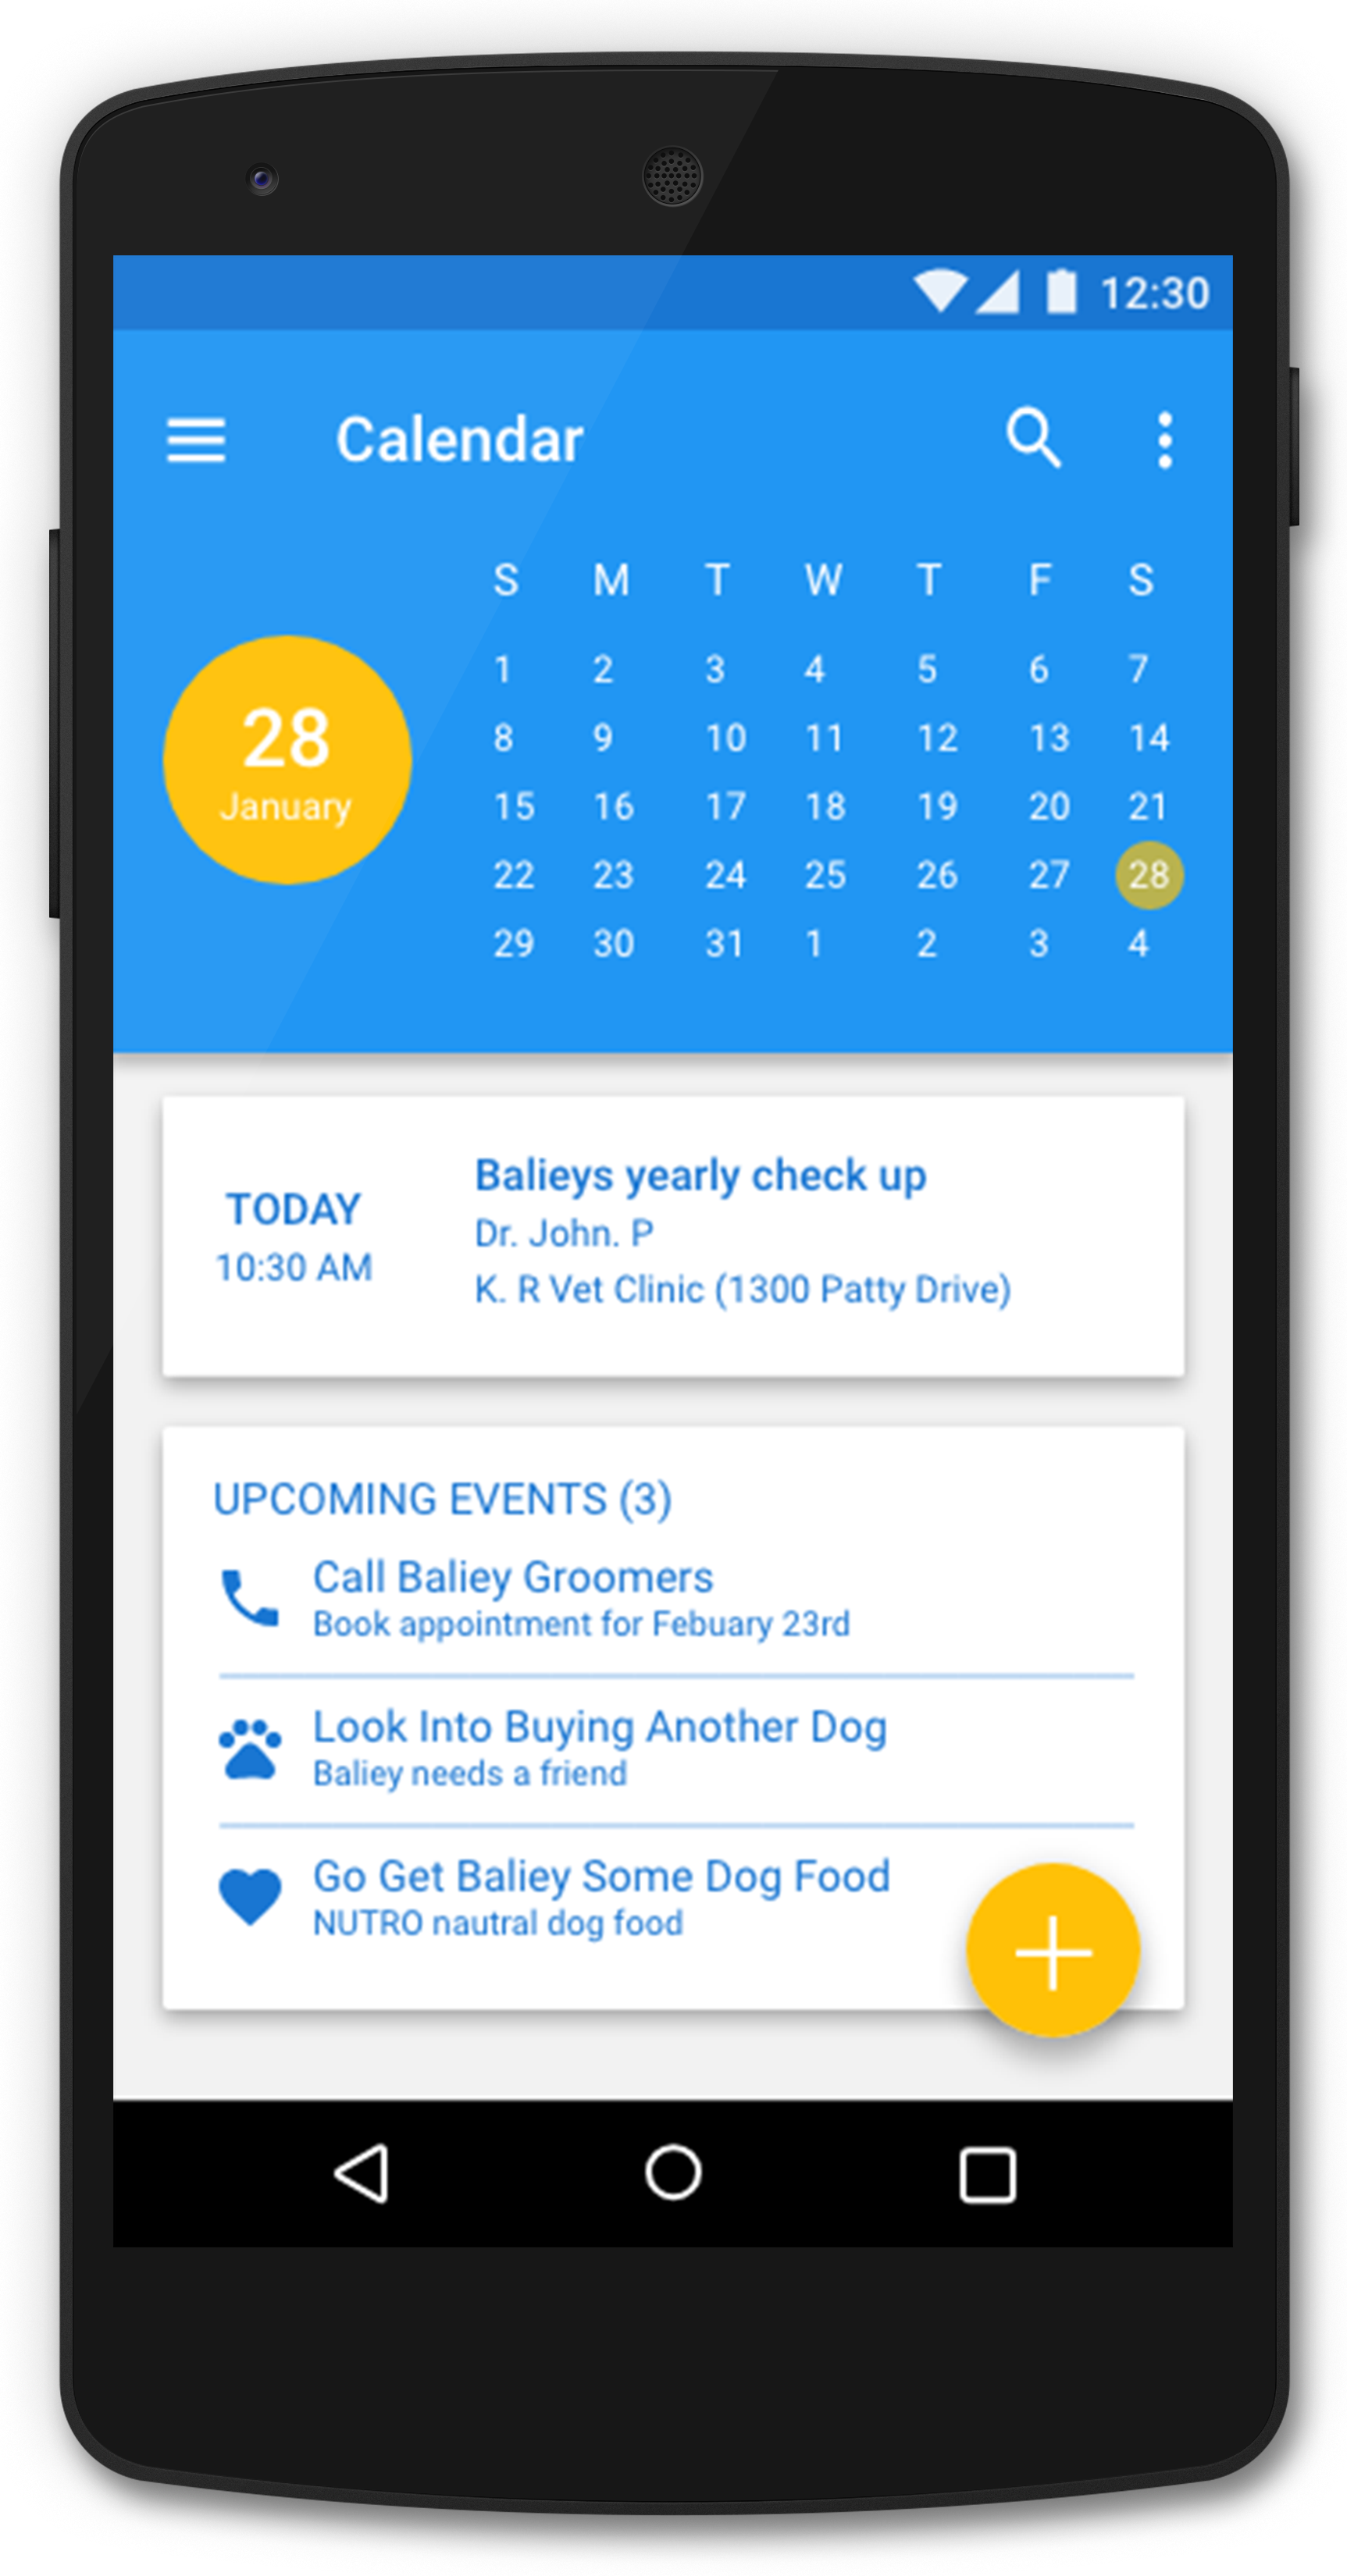 12:30
Calendar
S M T W T F S
1 2 3 4 5 6 7
8 9 10 11 12 13 14
15 16 17 18 19 20 21
22 23 24 25 26 27 28
29 30 31 1 2 3 4
28
January
TODAY
10:30 AM
Balieys yearly check up
Dr. John. P
K. R Vet Clinic (1300 Patty Drive)
UPCOMING EVENTS (3)
Call Baliey Groomers
Book appointment for Febuary 23rd
Look Into Buying Another Dog
Baliey needs a friend
Go Get Baliey Some Dog Food
NUTRO nautral dog food